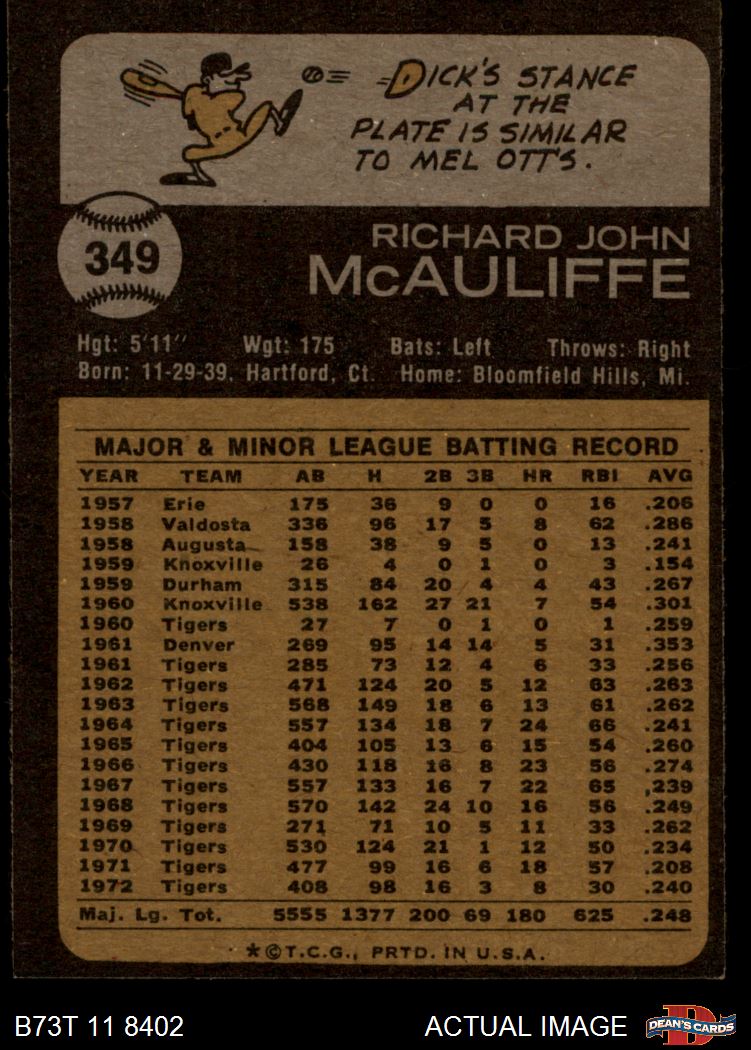 DICK'S STANCE
AT THE
PLATE IS SIMILAR
TO MEL OTT'S.
349
RICHARD JOHN
McAULIFFE
Hgt: 5'11" Wgt: 175 Bats: Left Throws: Right
Born: 11-29-39, Hartford, Ct. Home: Bloomfield Hills, Mi.
MAJOR & MINOR LEAGUE BATTING RECORD
YEAR TEAM AB H 2B 3B HR RBI AVG
1957 Erie 175 36 9 0 0 16 .206
1958 Valdosta 336 96 17 5 8 62 .286
1958 Augusta 158 38 9 5 0 13 .241
1959 Knoxville 26 4 0 1 0 3 .154
1959 Durham 315 84 20 4 4 43 .267
1960 Knoxville 538 162 27 21 7 54 .301
1960 Tigers 27 7 0 1 0 1 .259
1961 Denver 269 95 14 14 5 31 .353
1961 Tigers 285 73 12 4 6 33 .256
1962 Tigers 471 124 20 5 12 63 .263
1963 Tigers 568 149 18 6 13 61 .262
1964 Tigers 557 134 18 7 24 66 .241
1965 Tigers 404 105 13 6 15 54 .260
1966 Tigers 430 118 16 8 23 56 .274
1967 Tigers 557 133 16 7 22 65 .239
1968 Tigers 570 142 24 10 16 56 .249
1969 Tigers 271 71 10 5 11 33 .262
1970 Tigers 530 124 21 1 12 50 .234
1971 Tigers 477 99 16 6 18 57 .208
1972 Tigers 408 98 16 3 8 30 .240
Maj. Lg. Tot. 5555 1377 200 69 180 625 .248
*©T.C.G., PRTD. IN U.S.A.
B73T 11 8402 ACTUAL IMAGE D DEAN'S CARDS